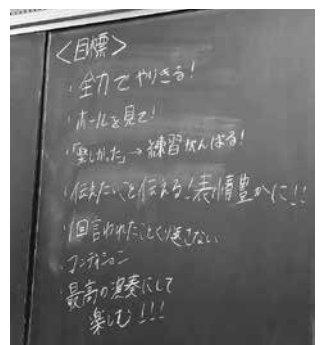 <目標>
・全力でやりきる!
・ホールを見て!
・「楽しかった」→練習がんばる!
・伝えたいこと伝える!表情豊かに!!
・1回言われたことくり返さない
・コンディション
・最高の演奏にして
楽しむ!!!